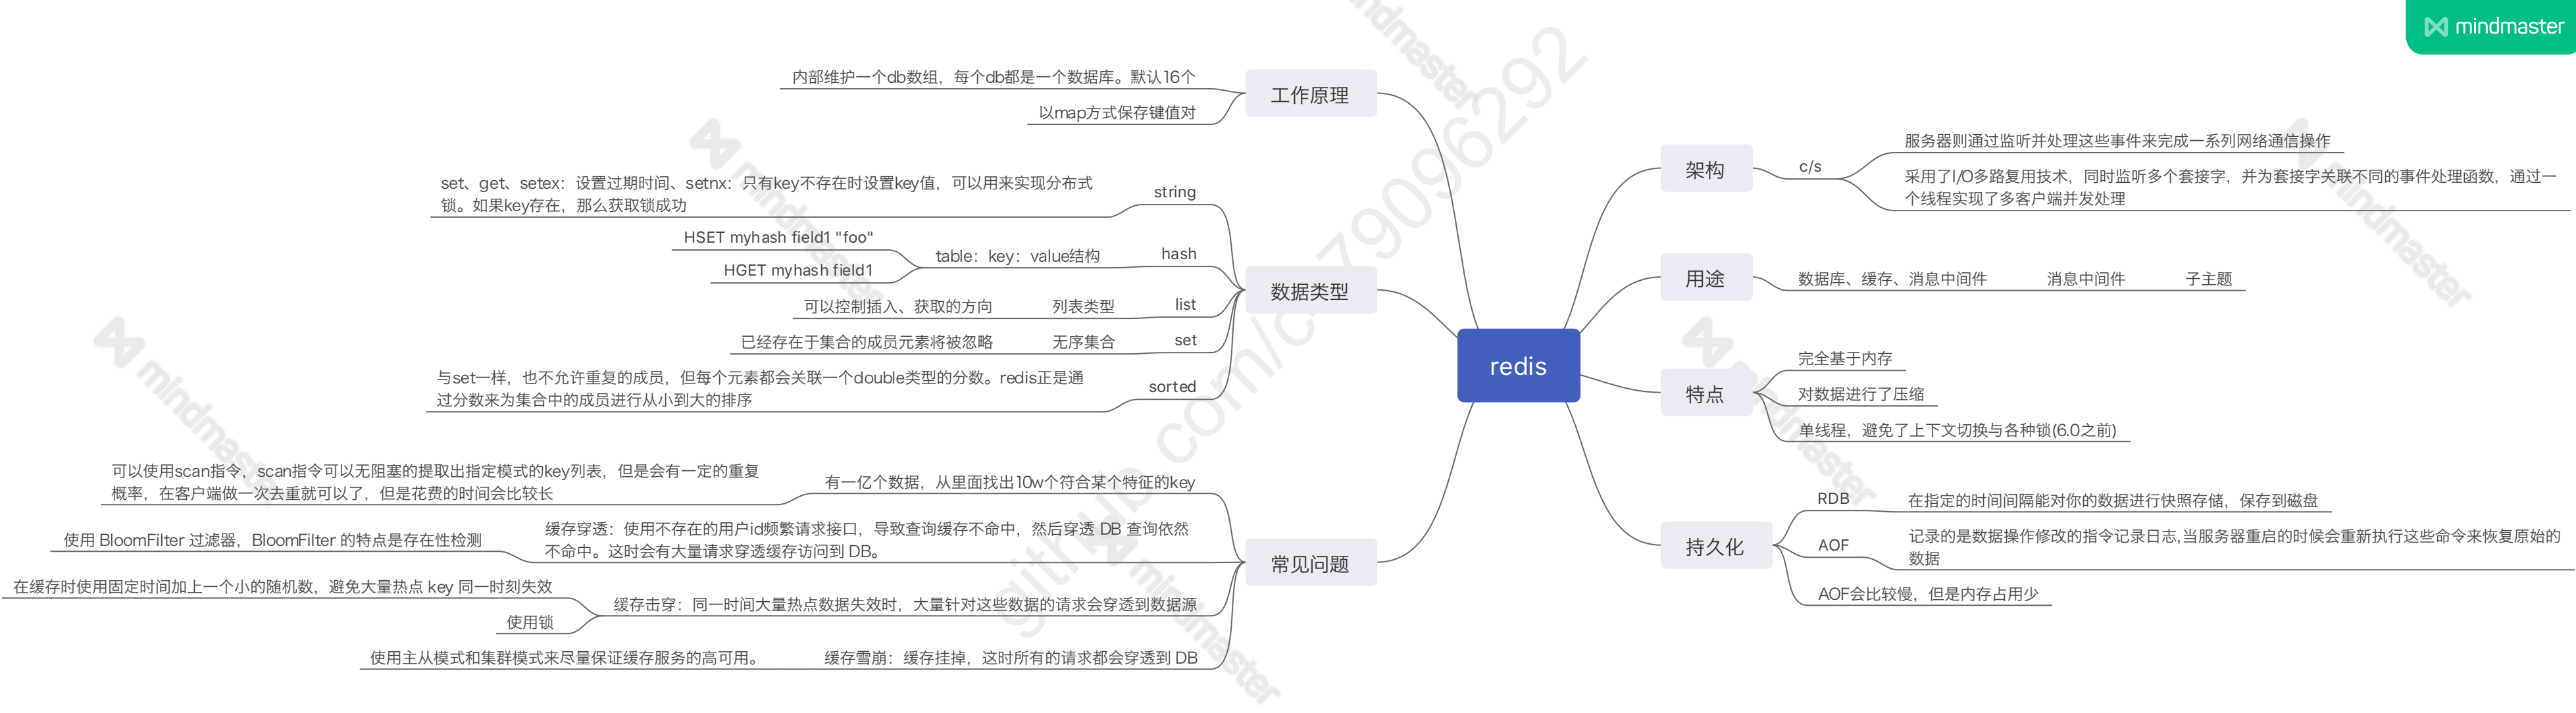 mindmaster
redis
工作原理
内部维护一个db数组，每个db都是一个数据库。默认16个
以map方式保存键值对
数据类型
string
set、get、setex：设置过期时间、setnx：只有key不存在时设置key值，可以用来实现分布式
锁。如果key存在，那么获取锁成功
hash
table：key：value结构
HSET myhash field1 "foo"
HGET myhash field1
list
列表类型
可以控制插入、获取的方向
set
无序集合
已经存在于集合的成员元素将被忽略
sorted
与set一样，也不允许重复的成员，但每个元素都会关联一个double类型的分数。redis正是通
过分数来为集合中的成员进行从小到大的排序
常见问题
有一亿个数据，从里面找出10w个符合某个特征的key
可以使用scan指令，scan指令可以无阻塞的提取出指定模式的key列表，但是会有一定的重复
概率，在客户端做一次去重就可以了，但是花费的时间会比较长
缓存穿透：使用不存在的用户id频繁请求接口，导致查询缓存不命中，然后穿透 DB 查询依然
不命中。这时会有大量请求穿透缓存访问到 DB。
使用 BloomFilter 过滤器，BloomFilter 的特点是存在性检测
缓存击穿：同一时间大量热点数据失效时，大量针对这些数据的请求会穿透到数据源
在缓存时使用固定时间加上一个小的随机数，避免大量热点 key 同一时刻失效
使用锁
缓存雪崩：缓存挂掉，这时所有的请求都会穿透到 DB
使用主从模式和集群模式来尽量保证缓存服务的高可用。
架构
c/s
服务器则通过监听并处理这些事件来完成一系列网络通信操作
采用了I/O多路复用技术，同时监听多个套接字，并为套接字关联不同的事件处理函数，通过一
个线程实现了多客户端并发处理
用途
数据库、缓存、消息中间件
消息中间件
子主题
特点
完全基于内存
对数据进行了压缩
单线程，避免了上下文切换与各种锁(6.0之前)
持久化
RDB
在指定的时间间隔能对你的数据进行快照存储，保存到磁盘
AOF
记录的是数据操作修改的指令记录日志,当服务器重启的时候会重新执行这些命令来恢复原始的
数据
AOF会比较慢，但是内存占用少
mindmaster
mindmaster
mindmaster
mindmaster
mindmaster
mindmaster